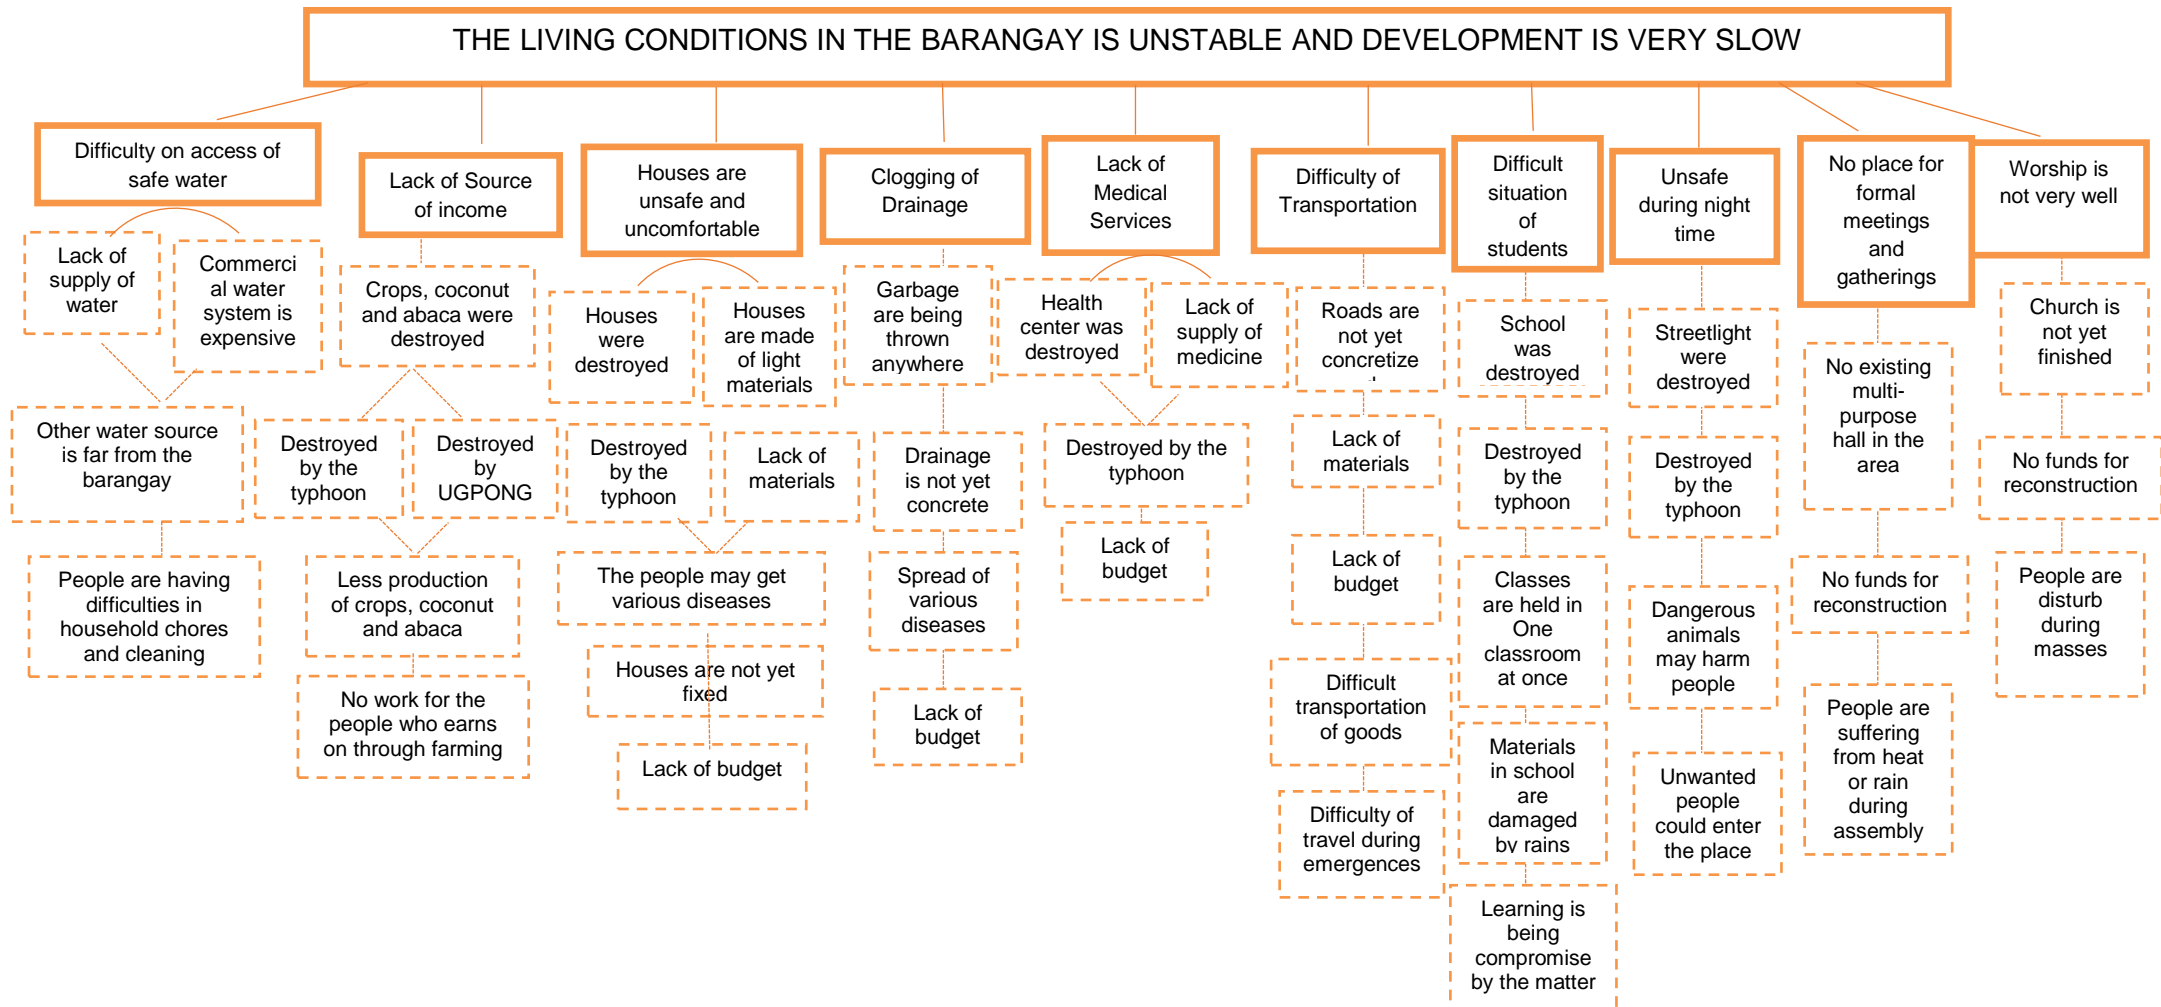 THE LIVING CONDITIONS IN THE BARANGAY IS UNSTABLE AND DEVELOPMENT IS VERY SLOW
Difficulty on access of
safe water
Lack of
supply of
water
Commerci
al water
system is
expensive
Other water source
is far from the
barangay
People are having
difficulties in
household chores
and cleaning
Lack of Source
of income
Crops, coconut
and abaca were
destroyed
Destroyed
by the
typhoon
Destroyed
by
UGPONG
Less production
of crops, coconut
and abaca
No work for the
people who earns
on through farming
Houses are
unsafe and
uncomfortable
Houses
were
destroyed
Houses
are made
of light
materials
Destroyed
by the
typhoon
Lack of
materials
The people may get
various diseases
Houses are not yet
fixed
Lack of budget
Clogging of
Drainage
Garbage
are being
thrown
anywhere
Drainage
is not yet
concrete
Spread of
various
diseases
Lack of
budget
Lack of
Medical
Services
Health
center was
destroyed
Lack of
supply of
medicine
Destroyed by the
typhoon
Lack of
budget
Difficulty of
Transportation
Roads are
not yet
concretize
Lack of
materials
Lack of
budget
Difficult
transportation
of goods
Difficulty of
travel during
emergences
Difficult
situation
of
students
School
was
destroyed
Destroyed
by the
typhoon
Classes
are held in
One
classroom
at once
Materials
in school
are
damaged
by rains
Learning is
being
compromise
by the matter
Unsafe
during night
time
Streetlight
were
destroyed
Destroyed
by the
typhoon
Dangerous
animals
may harm
people
Unwanted
people
could enter
the place
No place for
formal
meetings
and
gatherings
No existing
multi-
purpose
hall in the
area
No funds for
reconstruction
People are
suffering
from heat
or rain
during
assembly
Worship is
not very well
Church is
not yet
finished
No funds for
reconstruction
People are
disturb
during
masses